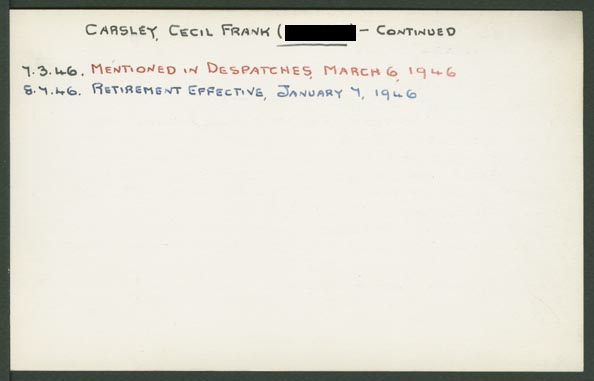 CARSLEY, CECIL FRANK ( ) - CONTINUED
7.3.46. MENTIONED IN DESPATCHES, MARCH 6, 1946
8.7.46. RETIREMENT EFFECTIVE, JANUARY 7, 1946